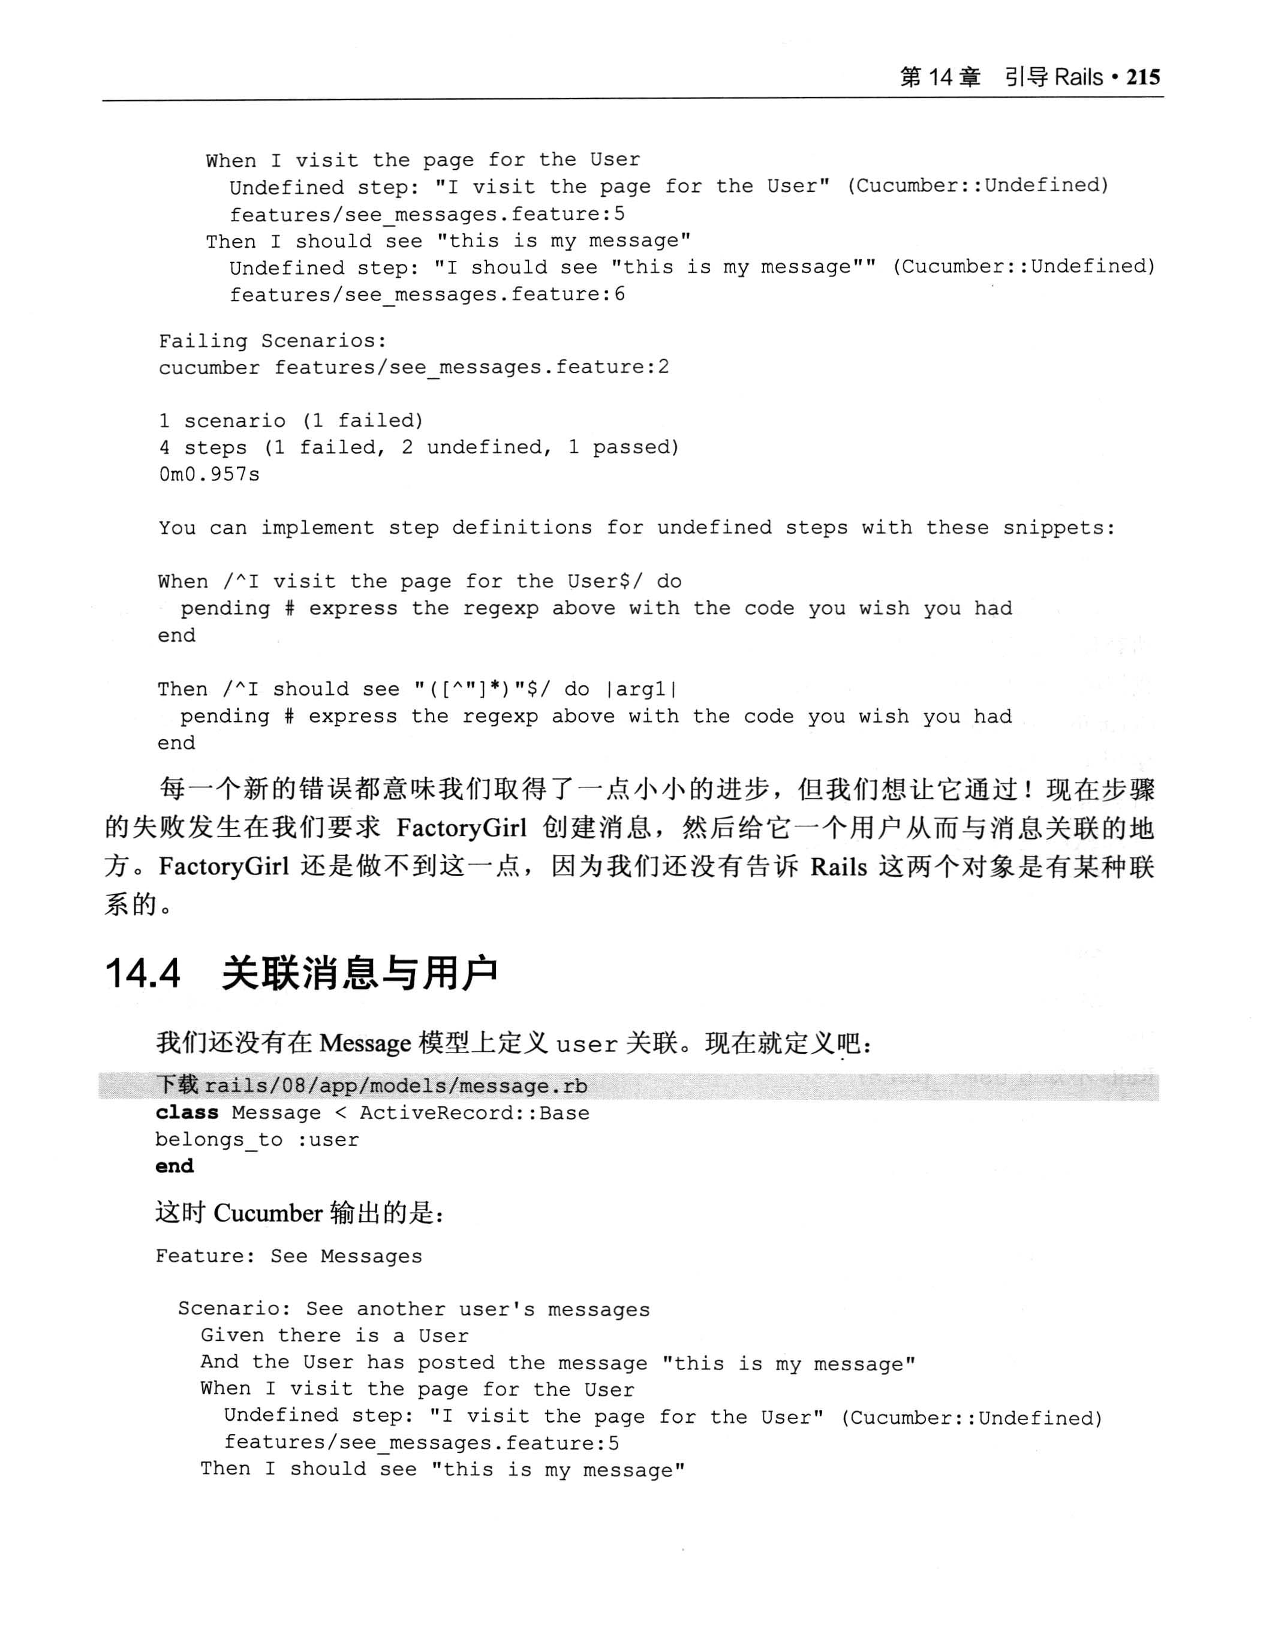 第 14 章 引导 Rails • 215
When I visit the page for the User
Undefined step: "I visit the page for the User" (Cucumber::Undefined)
features/see_messages.feature:5
Then I should see "this is my message"
Undefined step: "I should see "this is my message"" (Cucumber::Undefined)
features/see_messages.feature:6
Failing Scenarios:
cucumber features/see_messages.feature:2
1 scenario (1 failed)
4 steps (1 failed, 2 undefined, 1 passed)
0m0.957s
You can implement step definitions for undefined steps with these snippets:
When /^I visit the page for the User$/ do
pending # express the regexp above with the code you wish you had
end
Then /^I should see "([^"]*)"$/ do |arg1|
pending # express the regexp above with the code you wish you had
end
每一个新的错误都意味我们取得了一点小小的进步，但我们想让它通过！现在步骤
的失败发生在我们要求 FactoryGirl 创建消息，然后给它一个用户从而与消息关联的地
方。FactoryGirl 还是做不到这一点，因为我们还没有告诉 Rails 这两个对象是有某种联
系的。
14.4 关联消息与用户
我们还没有在 Message 模型上定义 user 关联。现在就定义吧：
下载 rails/08/app/models/message.rb
class Message < ActiveRecord::Base
belongs_to :user
end
这时 Cucumber 输出的是：
Feature: See Messages
Scenario: See another user's messages
Given there is a User
And the User has posted the message "this is my message"
When I visit the page for the User
Undefined step: "I visit the page for the User" (Cucumber::Undefined)
features/see_messages.feature:5
Then I should see "this is my message"